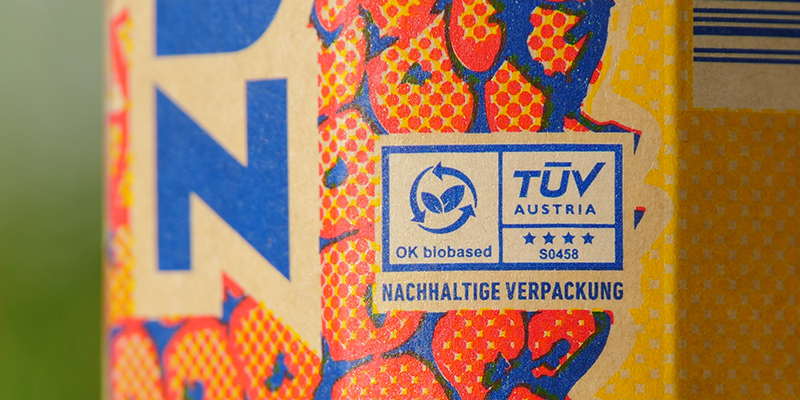 N
OK biobased
TÜV
AUSTRIA
★★★★
S0458
NACHHALTIGE VERPACKUNG